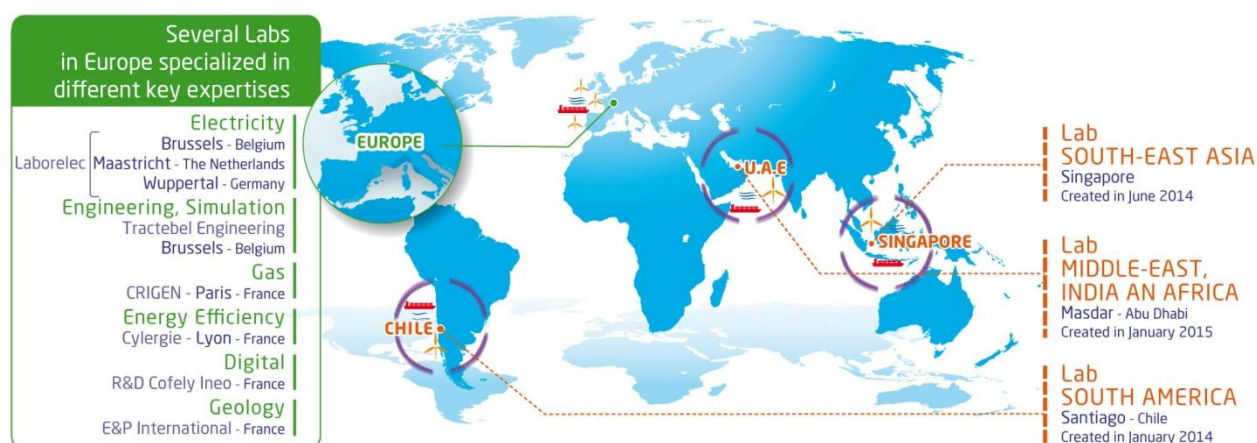 Several Labs
in Europe specialized in
different key expertises
Electricity
Brussels - Belgium
Laborelec Maastricht - The Netherlands
Wuppertal - Germany
Engineering, Simulation
Tractebel Engineering
Brussels - Belgium
Gas
CRIGEN - Paris - France
Energy Efficiency
Cylergie - Lyon - France
Digital
R&D Cofely Ineo - France
Geology
E&P International - France
EUROPE
U.A.E
SINGAPORE
CHILE
Lab
SOUTH-EAST ASIA
Singapore
Created in June 2014
Lab
MIDDLE-EAST,
INDIA AN AFRICA
Masdar - Abu Dhabi
Created in January 2015
Lab
SOUTH AMERICA
Santiago - Chile
Created in January 2014